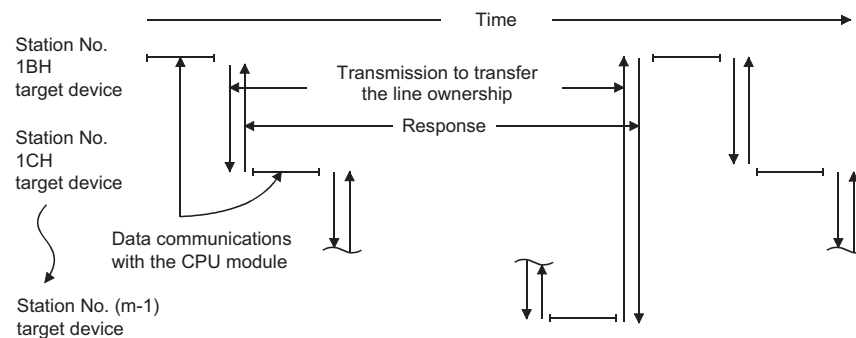 Time
Station No.
1BH
target device
Transmission to transfer
the line ownership
Response
Station No.
1CH
target device
Data communications
with the CPU module
Station No. (m-1)
target device